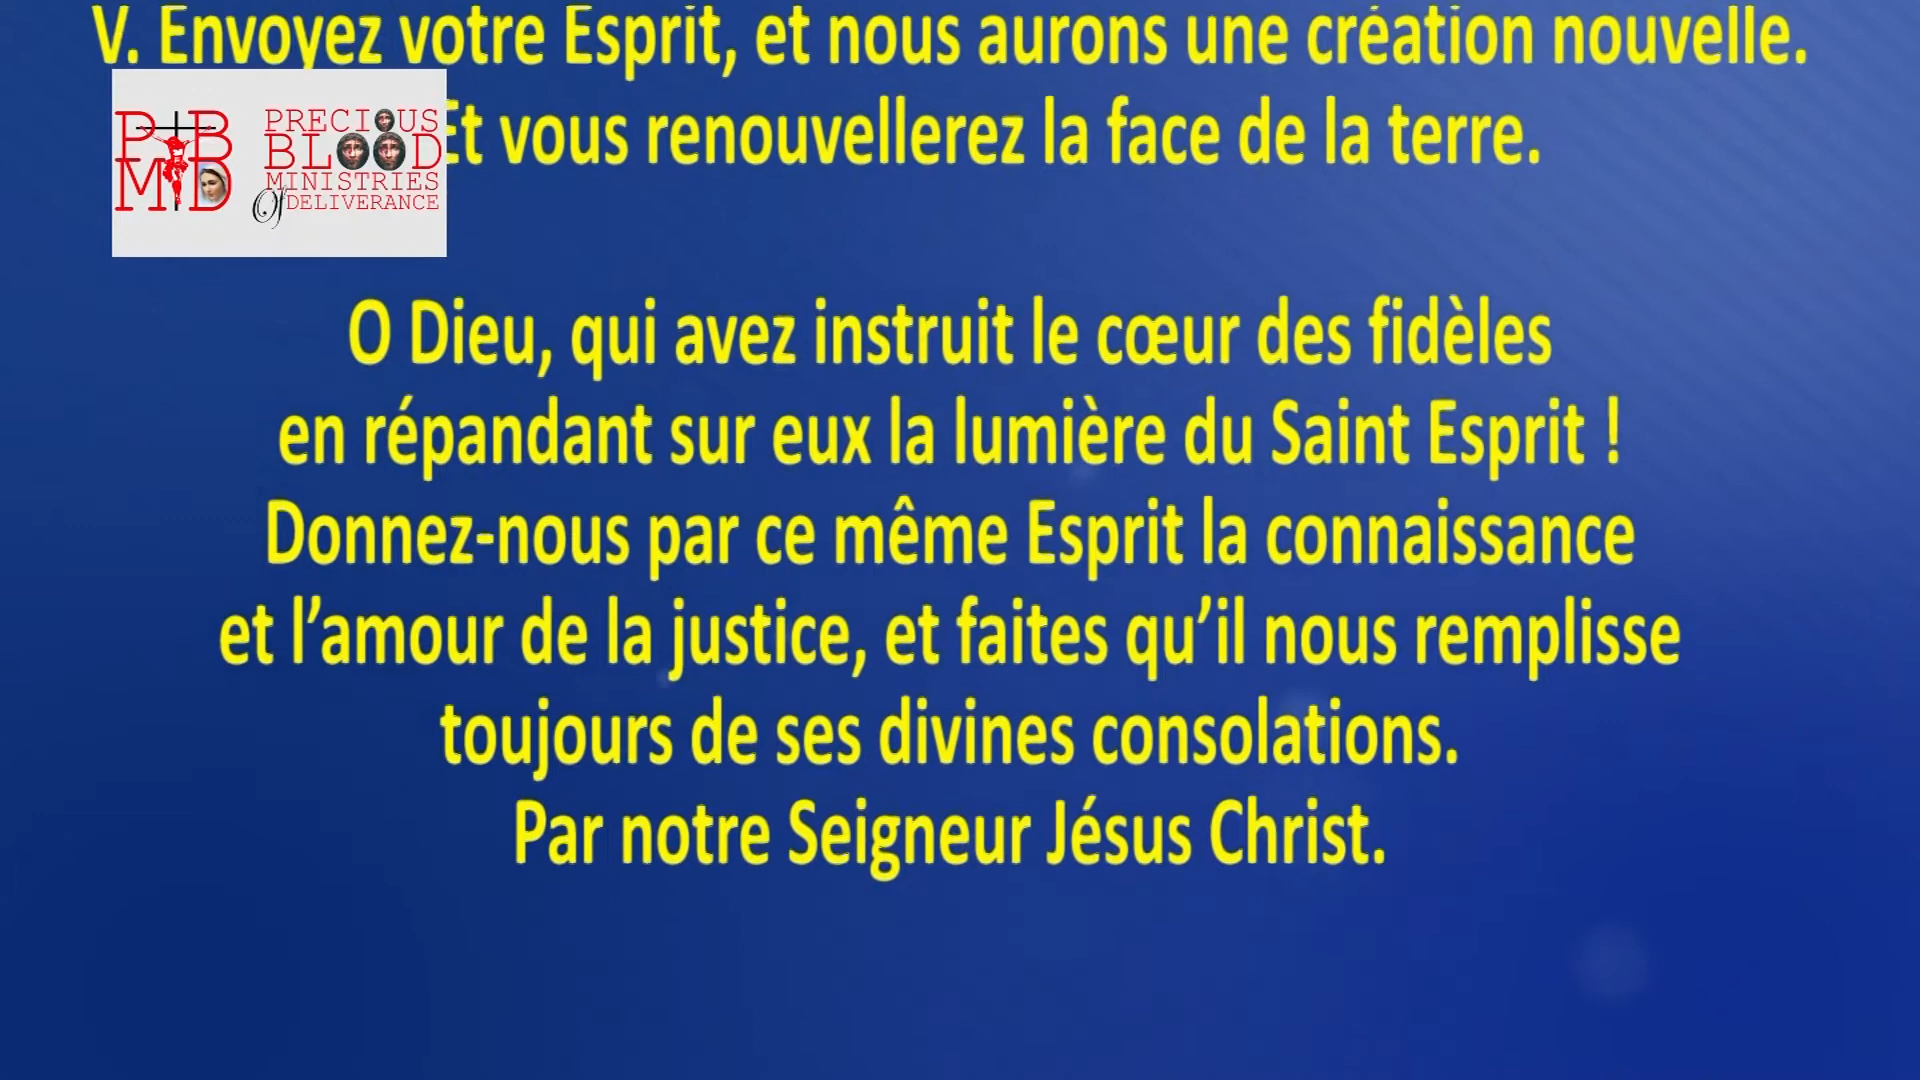 V. Envoyez votre Esprit, et nous aurons une création nouvelle.
Et vous renouvellerez la face de la terre.
P B
M D
PRECIOUS
BLOOD
MINISTRIES
Of DELIVERANCE
O Dieu, qui avez instruit le cœur des fidèles
en répandant sur eux la lumière du Saint Esprit !
Donnez-nous par ce même Esprit la connaissance
et l’amour de la justice, et faites qu’il nous remplisse
toujours de ses divines consolations.
Par notre Seigneur Jésus Christ.